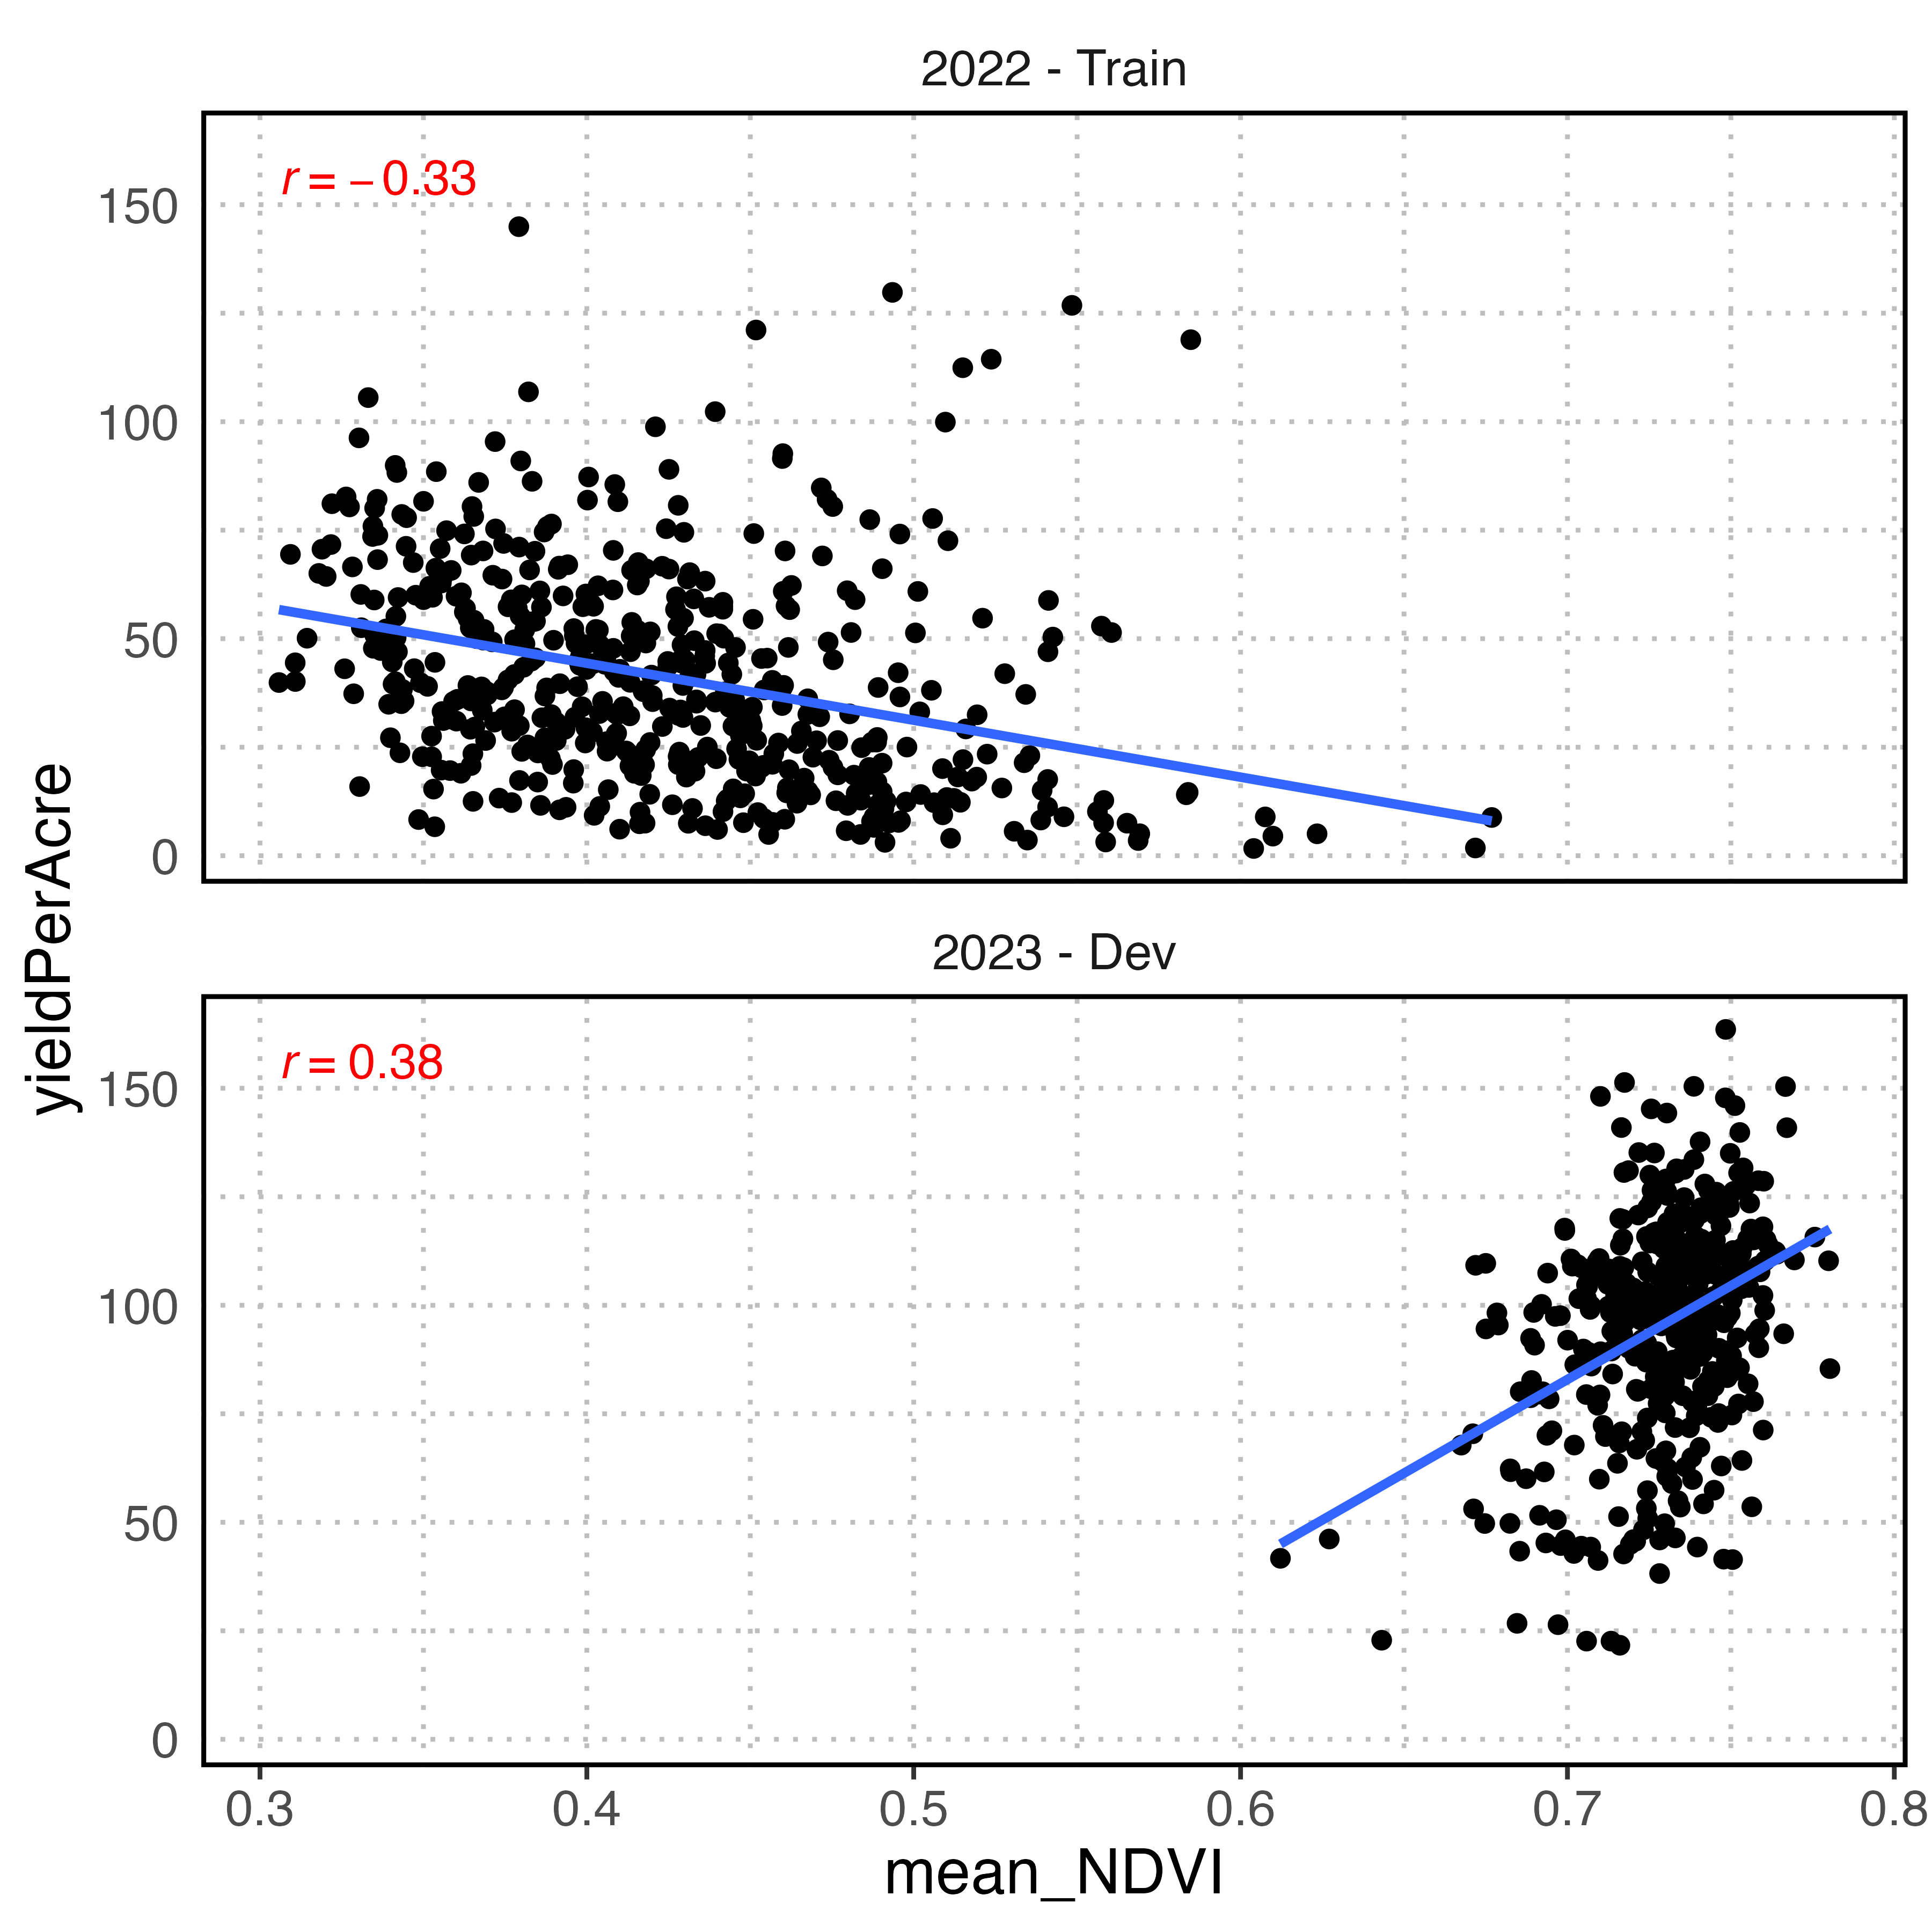 2022 - Train
r = − 0.33
150
100
50
0
yieldPerAcre
2023 - Dev
r = 0.38
150
100
50
0
0.3 0.4 0.5 0.6 0.7 0.8
mean_NDVI